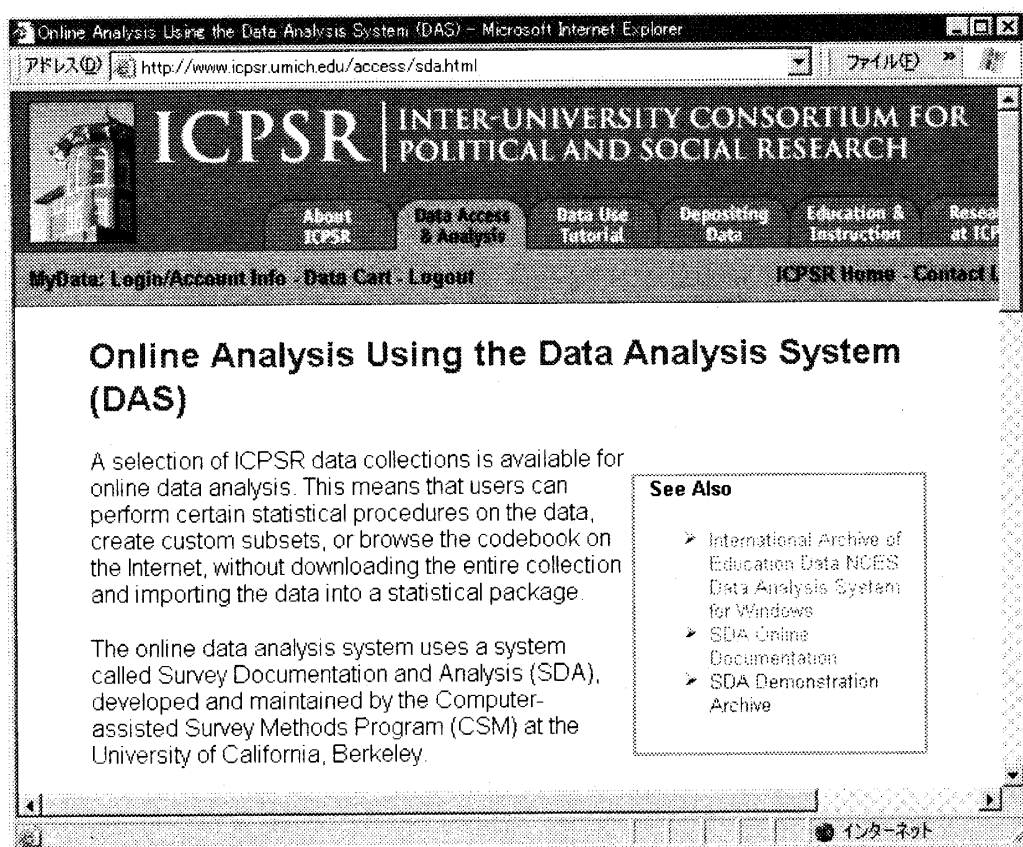 Online Analysis Using the Data Analysis System (DAS) - Microsoft Internet Explorer
アドレス(D) http://www.icpsr.umich.edu/access/sda.html ファイル(F) »
ICPSR
INTER-UNIVERSITY CONSORTIUM FOR
POLITICAL AND SOCIAL RESEARCH
About
ICPSR
Data Access
& Analysis
Data Use
Tutorial
Depositing
Data
Education &
Instruction
Resea
at ICP
MyData: Login/Account Info - Data Cart - Logout
ICPSR Home - Contact U
Online Analysis Using the Data Analysis System
(DAS)
A selection of ICPSR data collections is available for
online data analysis. This means that users can
perform certain statistical procedures on the data,
create custom subsets, or browse the codebook on
the Internet, without downloading the entire collection
and importing the data into a statistical package.
The online data analysis system uses a system
called Survey Documentation and Analysis (SDA),
developed and maintained by the Computer-
assisted Survey Methods Program (CSM) at the
University of California, Berkeley.
See Also
International Archive of
Education Data NCES
Data Analysis System
for Windows
SDA Online
Documentation
SDA Demonstration
Archive
インターネット